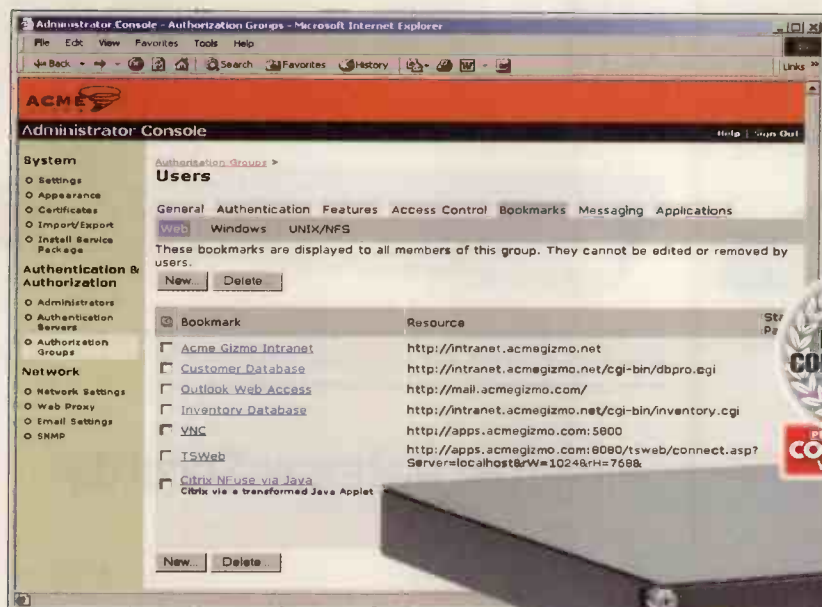 Administrator Console - Authorization Groups - Microsoft Internet Explorer
File Edit View Favorites Tools Help
Back Search Favorites History Links »
ACME
Administrator Console
Help | Sign Out
System
Settings
Appearance
Certificates
Import/Export
Install Service Package
Authentication & Authorization
Administrators
Authentication Servers
Authorization Groups
Network
Network Settings
Web Proxy
Email Settings
SNMP
Authorization Groups >
Users
General Authentication Features Access Control Bookmarks Messaging Applications
Web Windows UNIX/NFS
These bookmarks are displayed to all members of this group. They cannot be edited or removed by
users.
New... Delete...
Bookmark Resource
Acme Gizmo Intranet http://intranet.acmegizmo.net
Customer Database http://intranet.acmegizmo.net/cgi-bin/dbpro.cgi
Outlook Web Access http://mail.acmegizmo.com/
Inventory Database http://intranet.acmegizmo.net/cgi-bin/inventory.cgi
VNC http://apps.acmegizmo.com:5800
TSWeb http://apps.acmegizmo.com:8080/tsweb/connect.asp?
Server=localhost&rW=1024&rH=768&
Citrix NFuse via Java
Citrix via a transformed Java Applet
New... Delete...